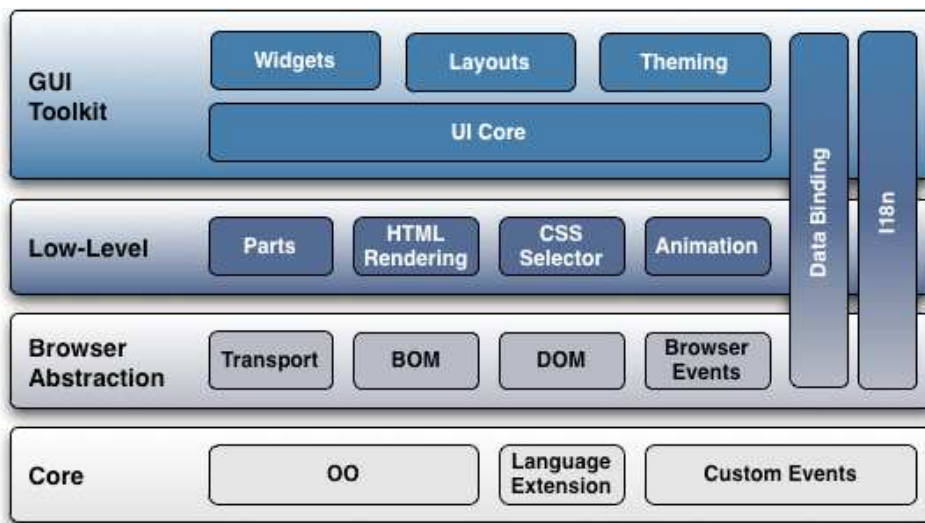 GUI
Toolkit
Widgets
Layouts
Theming
UI Core
Data Binding
I18n
Low-Level
Parts
HTML
Rendering
CSS
Selector
Animation
Browser
Abstraction
Transport
BOM
DOM
Browser
Events
Core
OO
Language
Extension
Custom Events